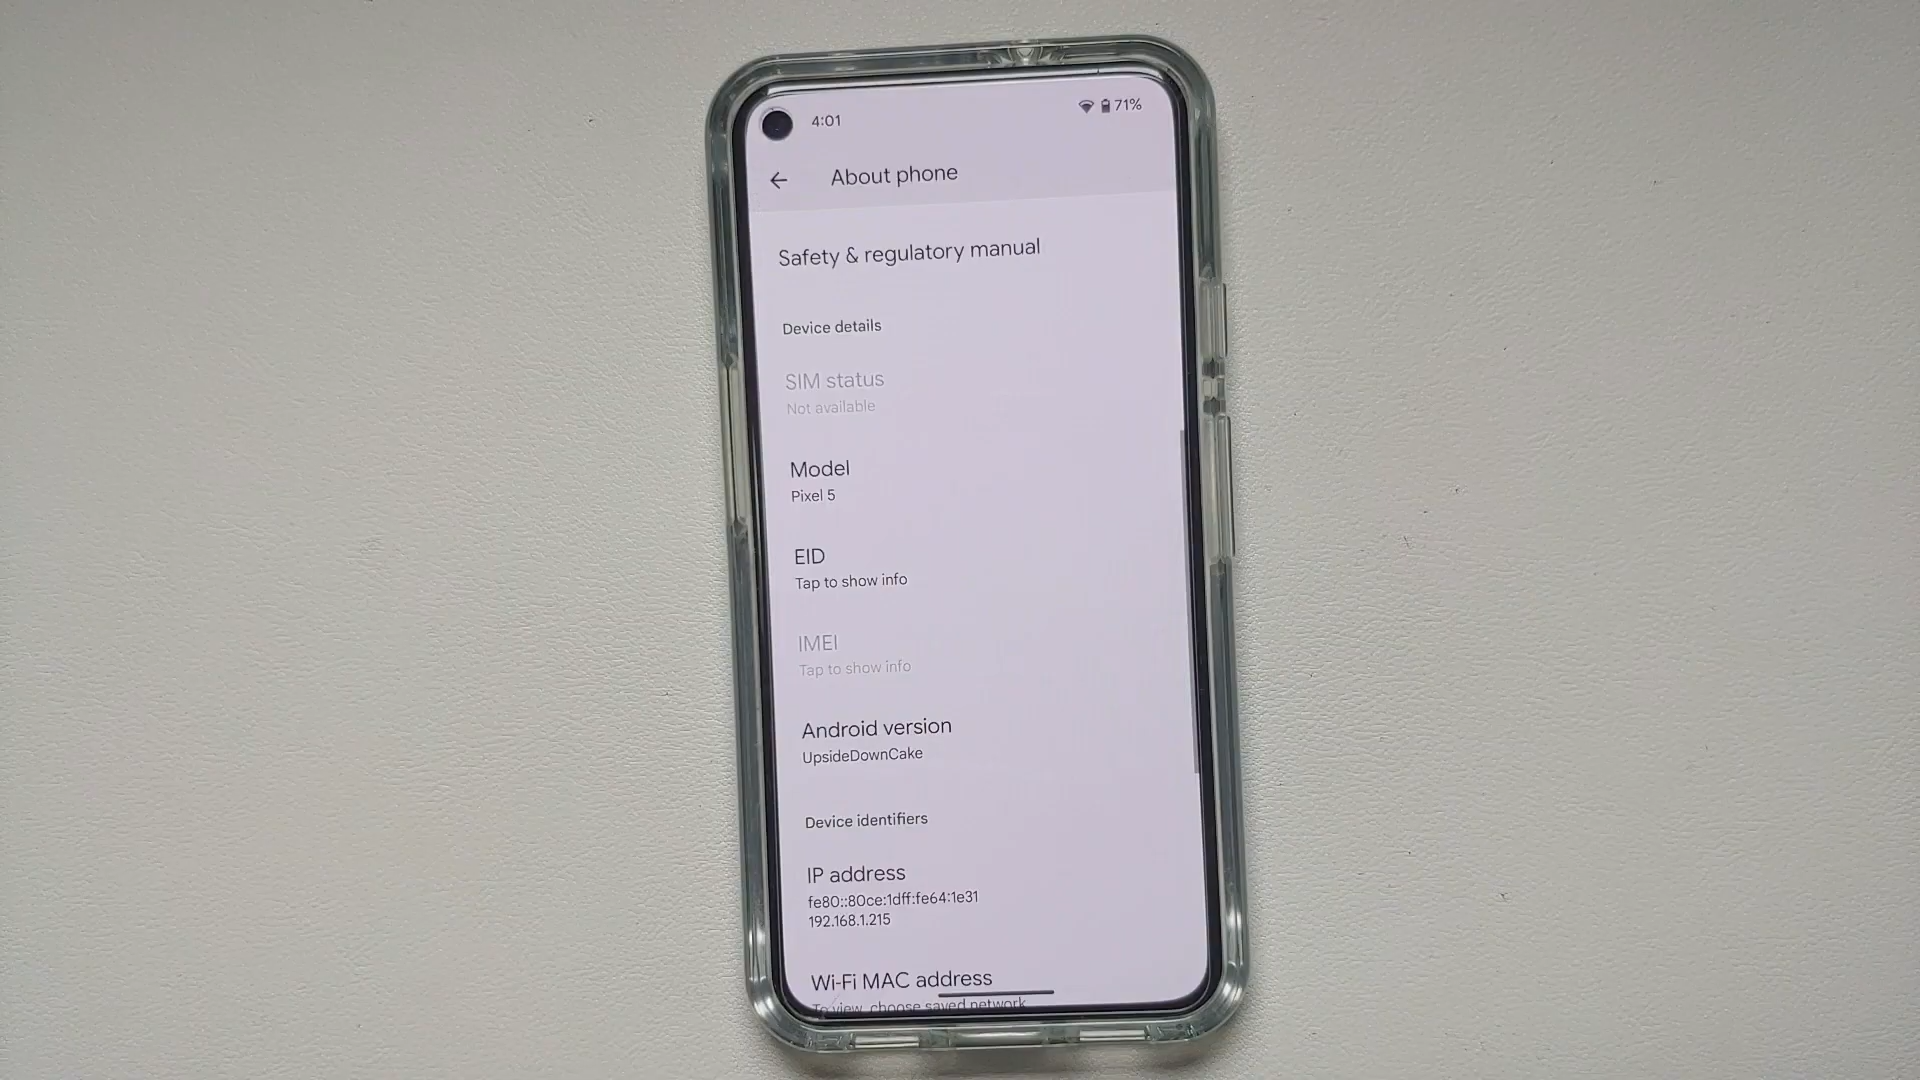 4:01
71%
About phone
Safety & regulatory manual
Device details
SIM status
Not available
Model
Pixel 5
EID
Tap to show info
IMEI
Tap to show info
Android version
UpsideDownCake
Device identifiers
IP address
fe80::80ce:1dff:fe64:1e31
192.168.1.215
Wi-Fi MAC address
To view, choose saved network